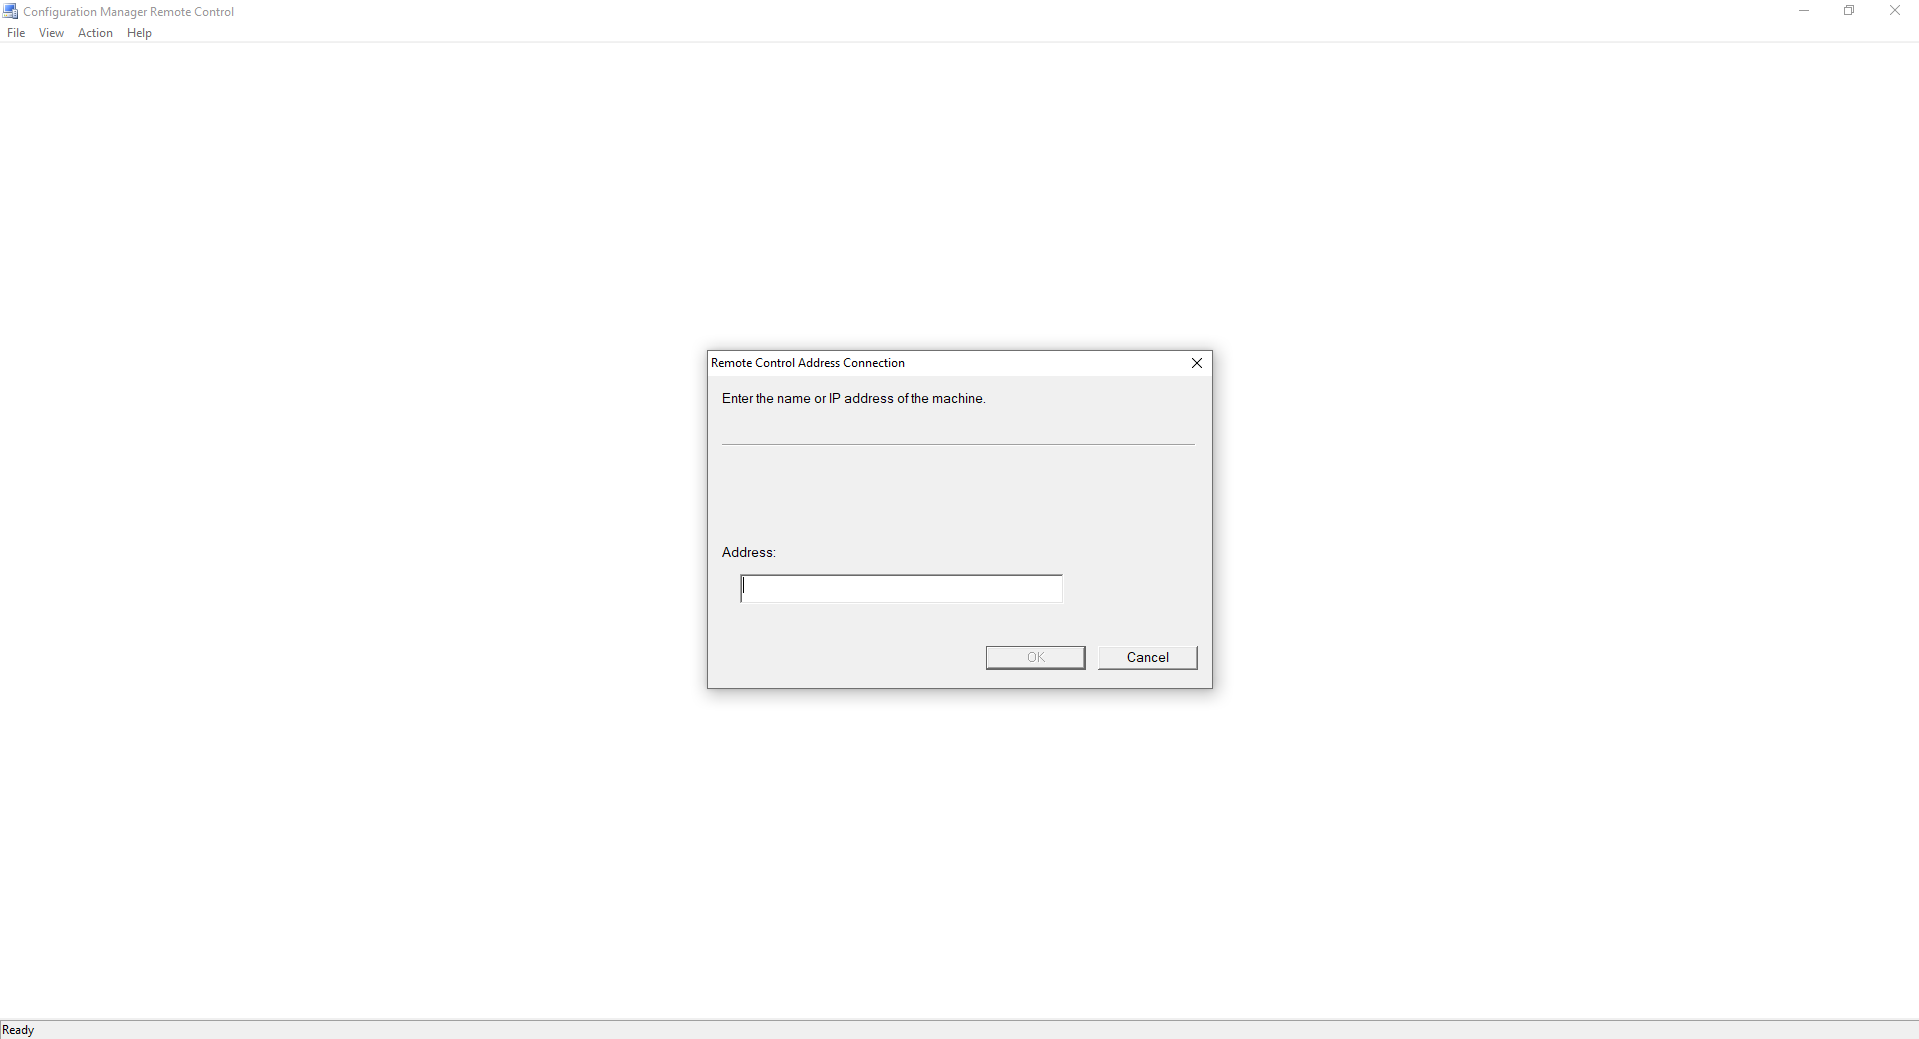 Configuration Manager Remote Control
File View Action Help
Remote Control Address Connection
Enter the name or IP address of the machine.
Address:
OK Cancel
Ready